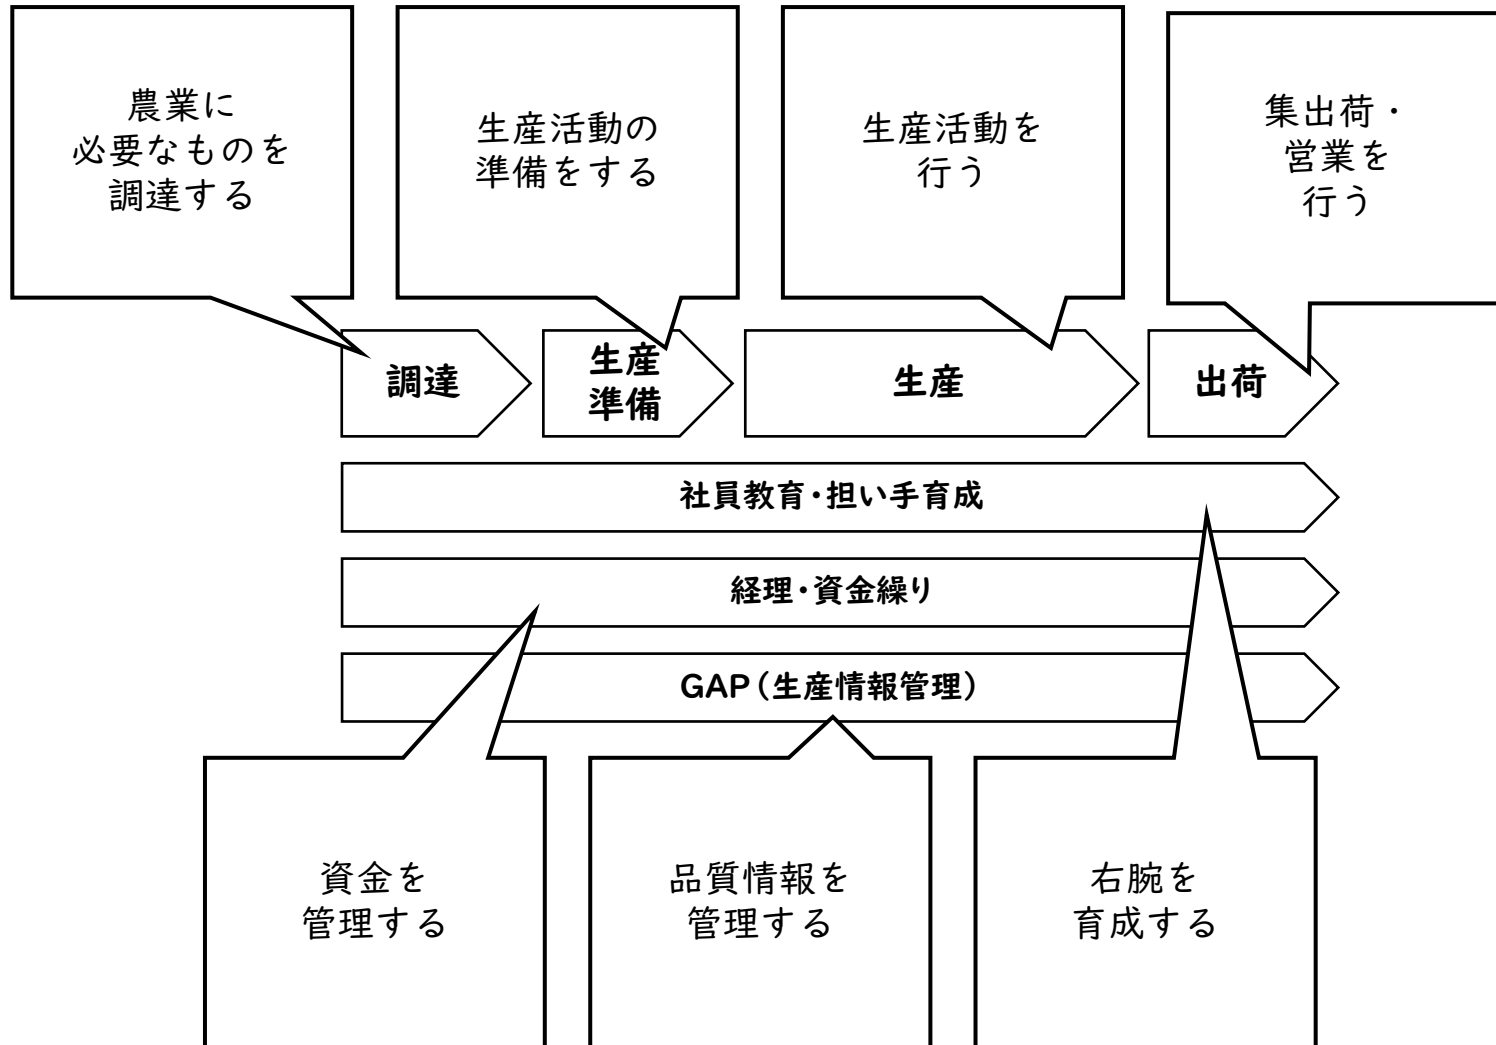 農業に
必要なものを
調達する
生産活動の
準備をする
生産活動を
行う
集出荷・
営業を
行う
調達
生産
準備
生産
出荷
社員教育・担い手育成
経理・資金繰り
GAP(生産情報管理)
資金を
管理する
品質情報を
管理する
右腕を
育成する